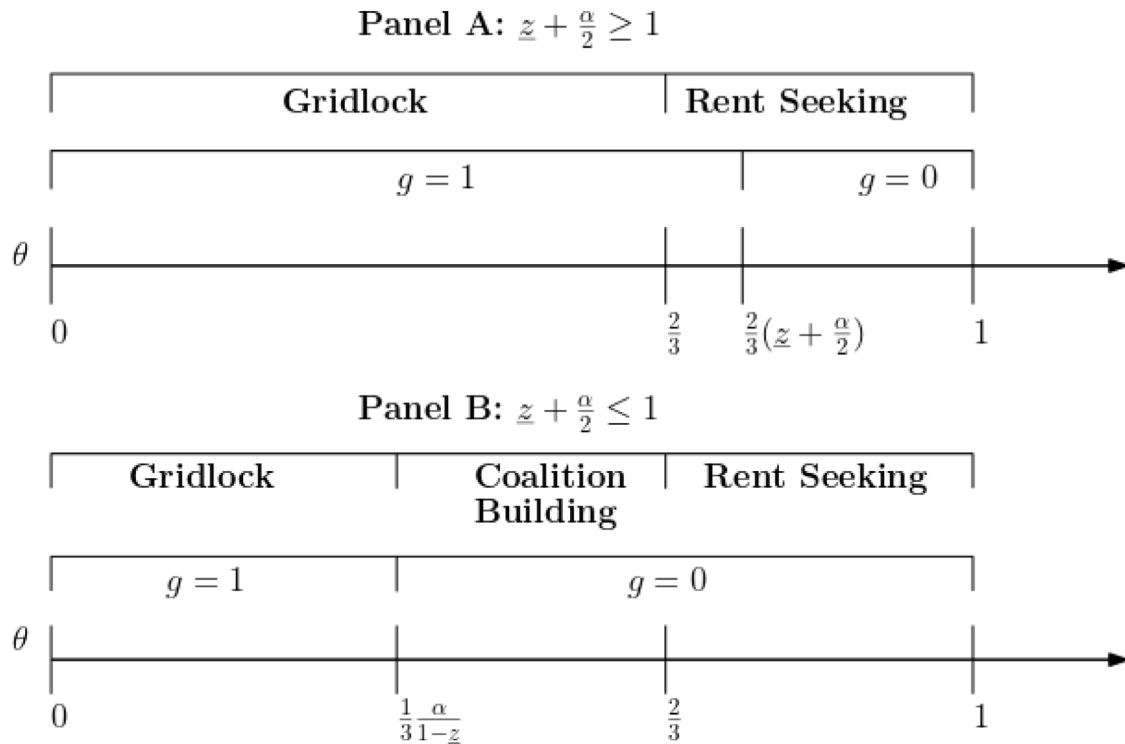 Panel A: z̲ + α/2 ≥ 1
Gridlock Rent Seeking
g = 1 g = 0
θ
0 2/3 2/3(z̲ + α/2) 1
Panel B: z̲ + α/2 ≤ 1
Gridlock Coalition Building Rent Seeking
g = 1 g = 0
θ
0 1/3 α/(1−z̲) 2/3 1